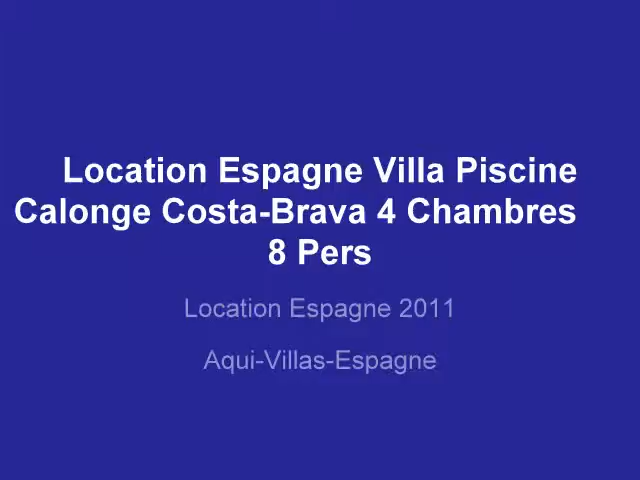 Location Espagne Villa Piscine
Calonge Costa-Brava 4 Chambres
8 Pers
Location Espagne 2011
Aqui-Villas-Espagne